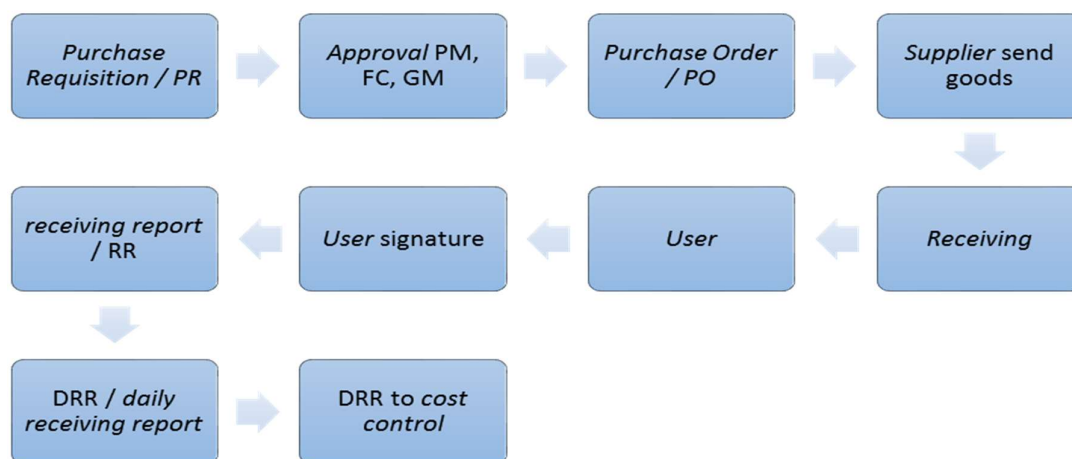 Purchase
Requisition / PR
Approval PM,
FC, GM
Purchase Order
/ PO
Supplier send
goods
Receiving
User
User signature
receiving report
/ RR
DRR / daily
receiving report
DRR to cost
control